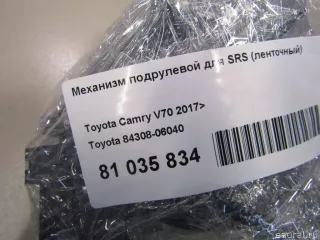 Механизм подрулевой для SRS (ленточный)
Toyota Camry V70 2017>
Toyota 84308-06040
81 035 834